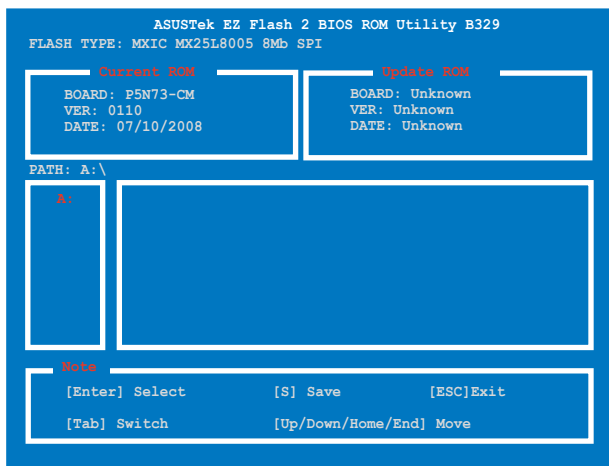 ASUSTek EZ Flash 2 BIOS ROM Utility B329
FLASH TYPE: MXIC MX25L8005 8Mb SPI
Current ROM
BOARD: P5N73-CM
VER: 0110
DATE: 07/10/2008
Update ROM
BOARD: Unknown
VER: Unknown
DATE: Unknown
PATH: A:\
A:
Note
[Enter] Select [S] Save [ESC]Exit
[Tab] Switch [Up/Down/Home/End] Move